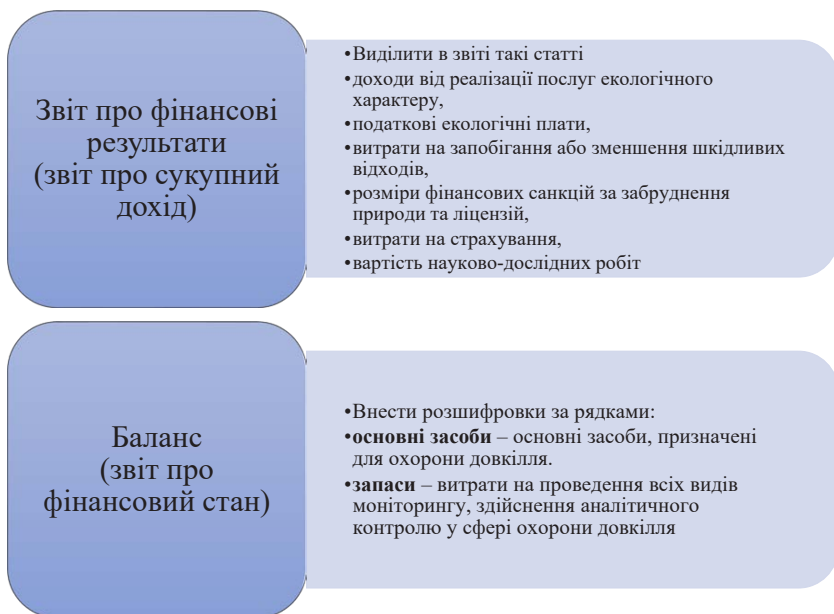 Звіт про фінансові
результати
(звіт про сукупний
дохід)
•Виділити в звіті такі статті
•доходи від реалізації послуг екологічного
характеру,
•податкові екологічні плати,
•витрати на запобігання або зменшення шкідливих
відходів,
•розміри фінансових санкцій за забруднення
природи та ліцензій,
•витрати на страхування,
•вартість науково-дослідних робіт
Баланс
(звіт про
фінансовий стан)
•Внести розшифровки за рядками:
•основні засоби – основні засоби, призначені
для охорони довкілля.
•запаси – витрати на проведення всіх видів
моніторингу, здійснення аналітичного
контролю у сфері охорони довкілля